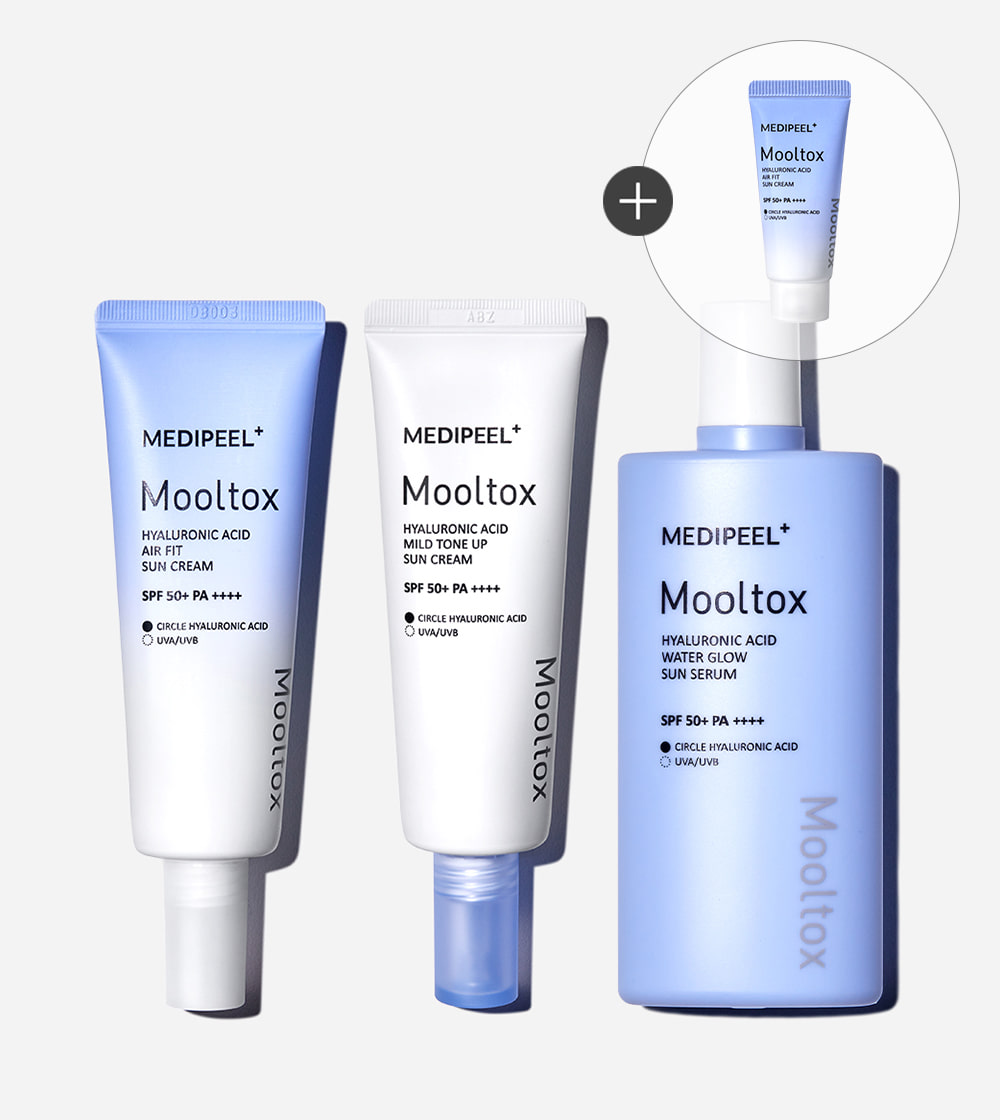 MEDIPEEL+
Mooltox
HYALURONIC ACID
AIR FIT
SUN CREAM
SPF 50+ PA ++++
CIRCLE HYALURONIC ACID
UVA/UVB
Mooltox
08003
MEDIPEEL+
Mooltox
HYALURONIC ACID
AIR FIT
SUN CREAM
SPF 50+ PA ++++
CIRCLE HYALURONIC ACID
UVA/UVB
Mooltox
A8Z
MEDIPEEL+
Mooltox
HYALURONIC ACID
MILD TONE UP
SUN CREAM
SPF 50+ PA ++++
CIRCLE HYALURONIC ACID
UVA/UVB
Mooltox
MEDIPEEL+
Mooltox
HYALURONIC ACID
WATER GLOW
SUN SERUM
SPF 50+ PA ++++
CIRCLE HYALURONIC ACID
UVA/UVB
Mooltox